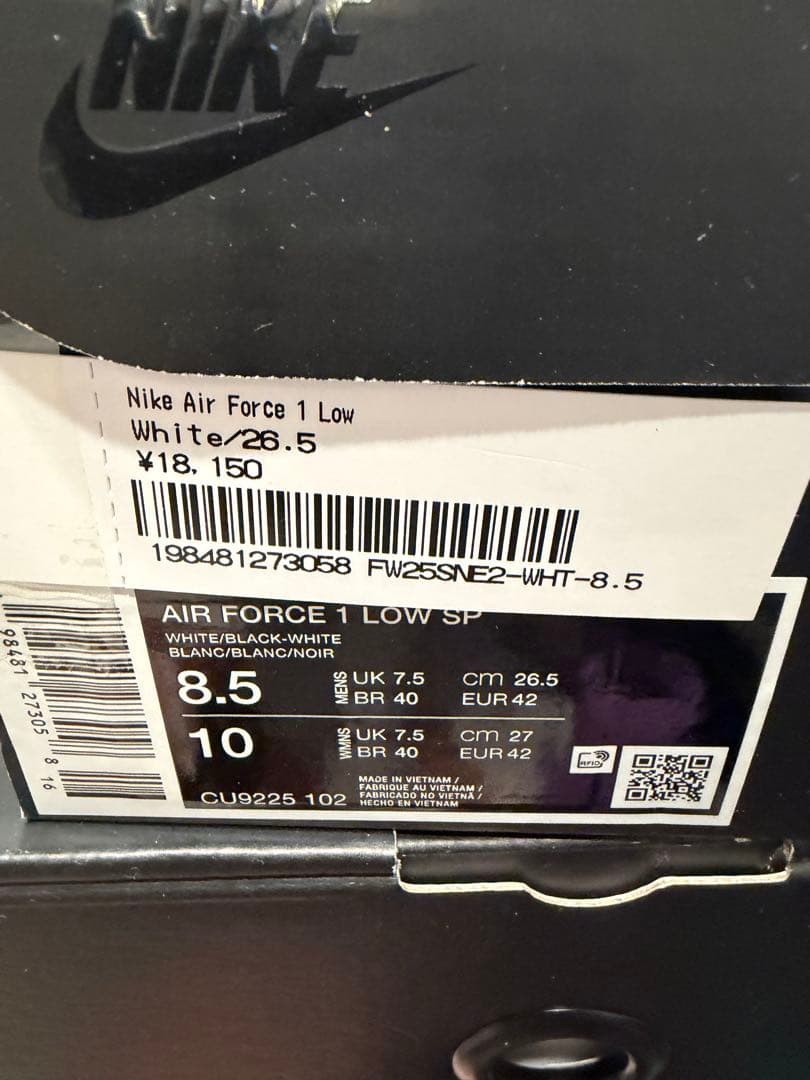 NIKE
Nike Air Force 1 Low
White/26.5
¥18,150
198481273058 FW25SNE2-WHT-8.5
AIR FORCE 1 LOW SP
WHITE/BLACK-WHITE
BLANC/BLANC/NOIR
8.5 MENS UK 7.5 cm 26.5
BR 40 EUR 42
10 WMNS UK 7.5 cm 27
BR 40 EUR 42
RFID
MADE IN VIETNAM /
FABRIQUE AU VIETNAM /
FABRICADO NO VIETNÃ /
HECHO EN VIETNAM
CU9225 102
98481 27305 8 16